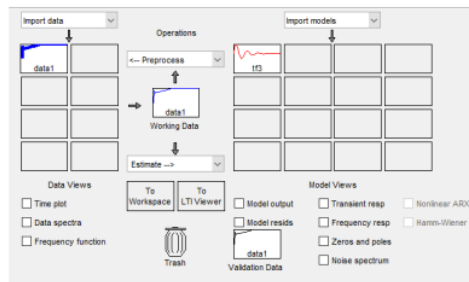 Import data
Operations
Import models
data1
<-- Preprocess
tf3
data1
Working Data
Estimate -->
Data Views
To Workspace
To LTI Viewer
Model Views
Time plot
Data spectra
Frequency function
Trash
Model output
Model resids
data1
Validation Data
Transient resp
Frequency resp
Zeros and poles
Noise spectrum
Nonlinear ARX
Hamm-Wiener